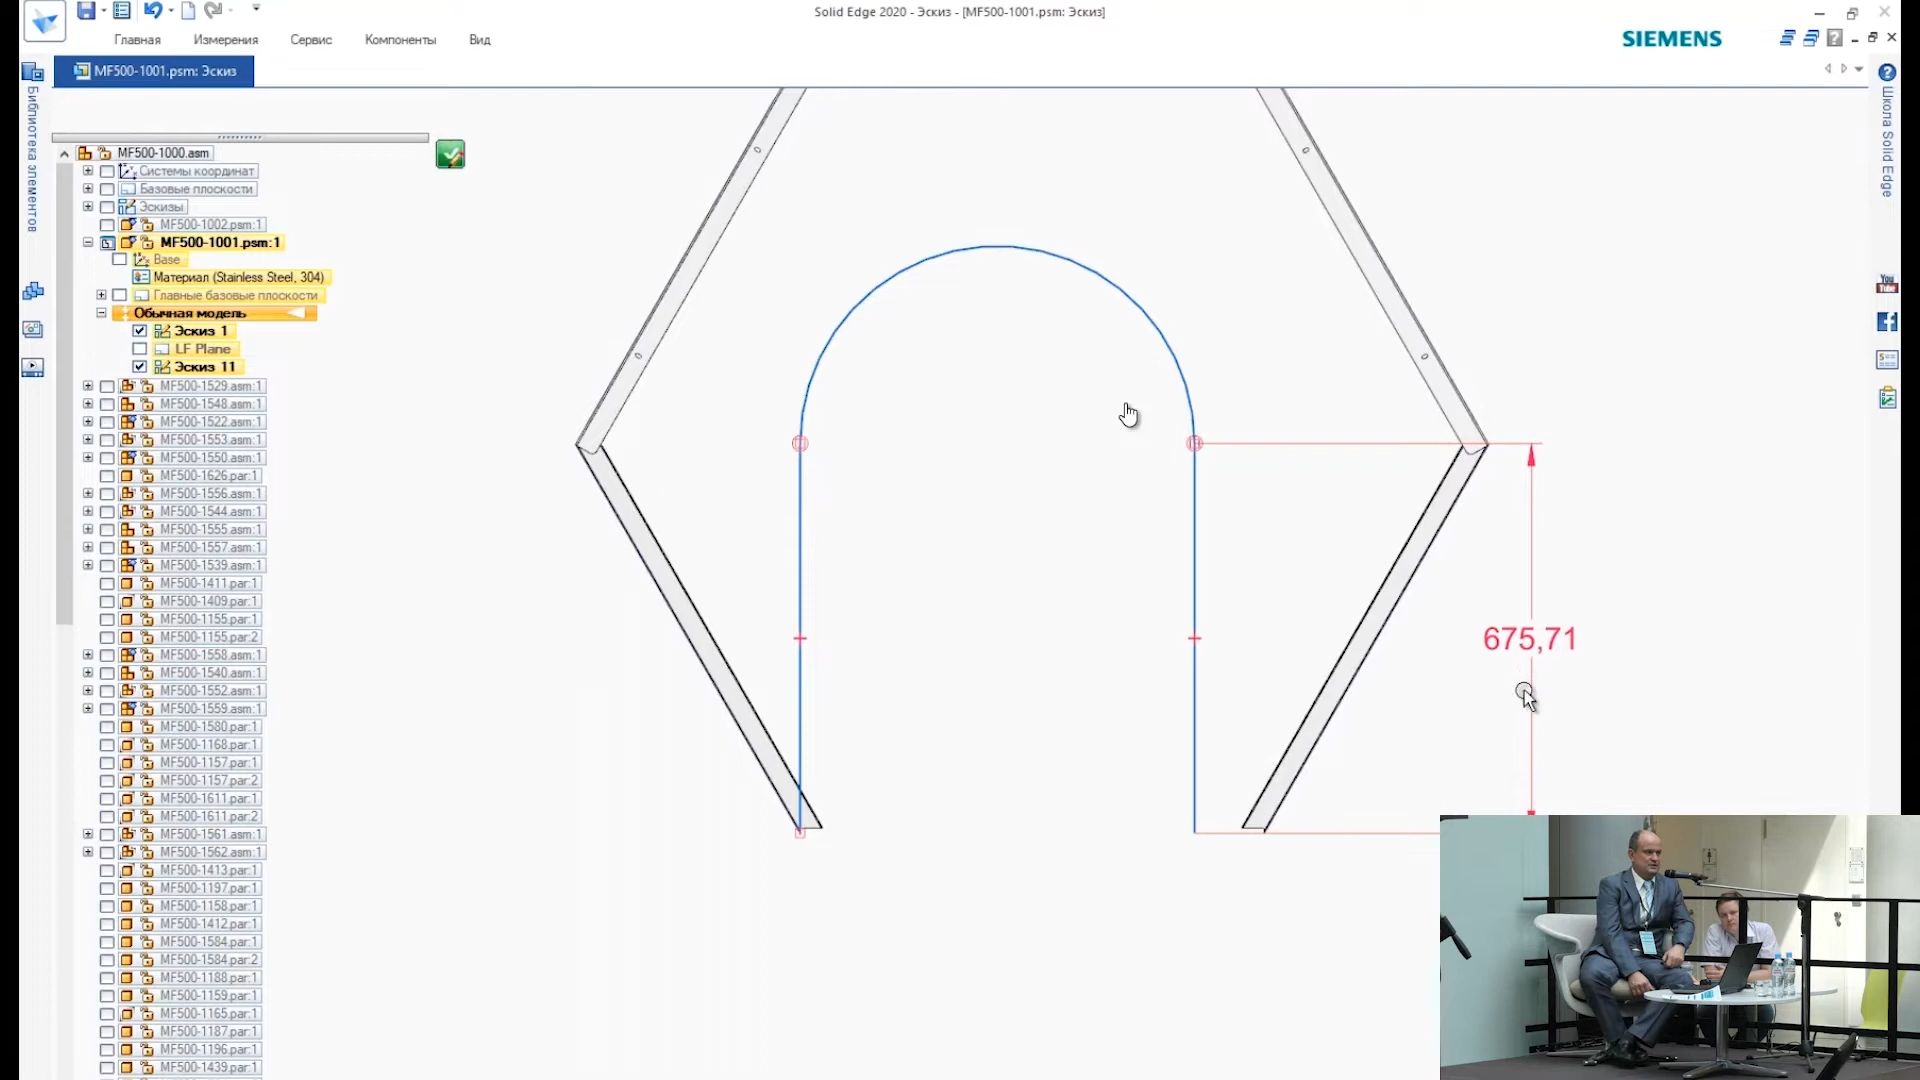 Solid Edge 2020 - Эскиз - [MF500-1001.psm: Эскиз]
Главная Измерения Сервис Компоненты Вид
SIEMENS
MF500-1001.psm: Эскиз
Библиотека элементов
Школа Solid Edge
MF500-1000.asm
Системы координат
Базовые плоскости
Эскизы
MF500-1002.psm:1
MF500-1001.psm:1
Base
Материал (Stainless Steel, 304)
Главные базовые плоскости
Обычная модель
Эскиз 1
LF Plane
Эскиз 11
MF500-1529.asm:1
MF500-1548.asm:1
MF500-1522.asm:1
MF500-1553.asm:1
MF500-1550.asm:1
MF500-1626.par:1
MF500-1556.asm:1
MF500-1544.asm:1
MF500-1555.asm:1
MF500-1557.asm:1
MF500-1539.asm:1
MF500-1411.par:1
MF500-1409.par:1
MF500-1155.par:1
MF500-1155.par:2
MF500-1558.asm:1
MF500-1540.asm:1
MF500-1552.asm:1
MF500-1559.asm:1
MF500-1580.par:1
MF500-1168.par:1
MF500-1157.par:1
MF500-1157.par:2
MF500-1611.par:1
MF500-1611.par:2
MF500-1561.asm:1
MF500-1562.asm:1
MF500-1413.par:1
MF500-1197.par:1
MF500-1158.par:1
MF500-1412.par:1
MF500-1584.par:1
MF500-1584.par:2
MF500-1188.par:1
MF500-1159.par:1
MF500-1165.par:1
MF500-1187.par:1
MF500-1196.par:1
MF500-1439.par:1
675,71
You
Tube